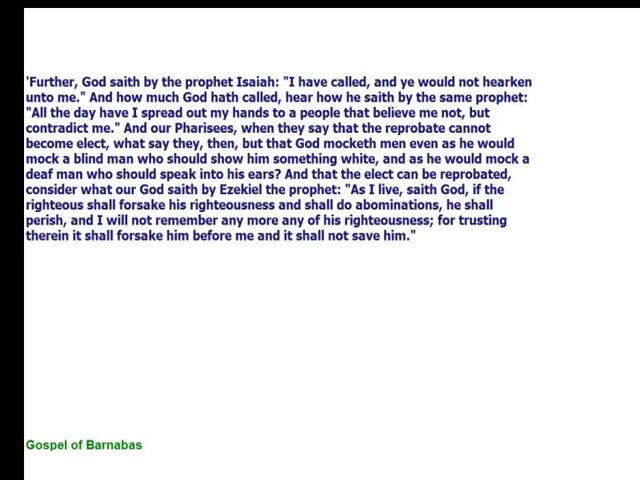 'Further, God saith by the prophet Isaiah: "I have called, and ye would not hearken
unto me." And how much God hath called, hear how he saith by the same prophet:
"All the day have I spread out my hands to a people that believe me not, but
contradict me." And our Pharisees, when they say that the reprobate cannot
become elect, what say they, then, but that God mocketh men even as he would
mock a blind man who should show him something white, and as he would mock a
deaf man who should speak into his ears? And that the elect can be reprobated,
consider what our God saith by Ezekiel the prophet: "As I live, saith God, if the
righteous shall forsake his righteousness and shall do abominations, he shall
perish, and I will not remember any more any of his righteousness; for trusting
therein it shall forsake him before me and it shall not save him."
Gospel of Barnabas